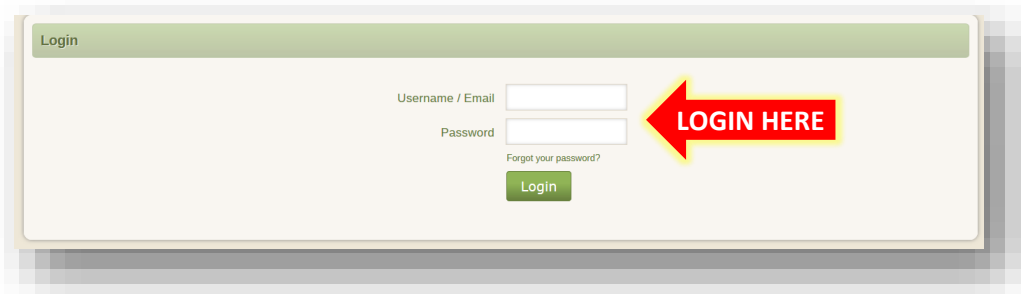 Login
Username / Email
Password
LOGIN HERE
Forgot your password?
Login